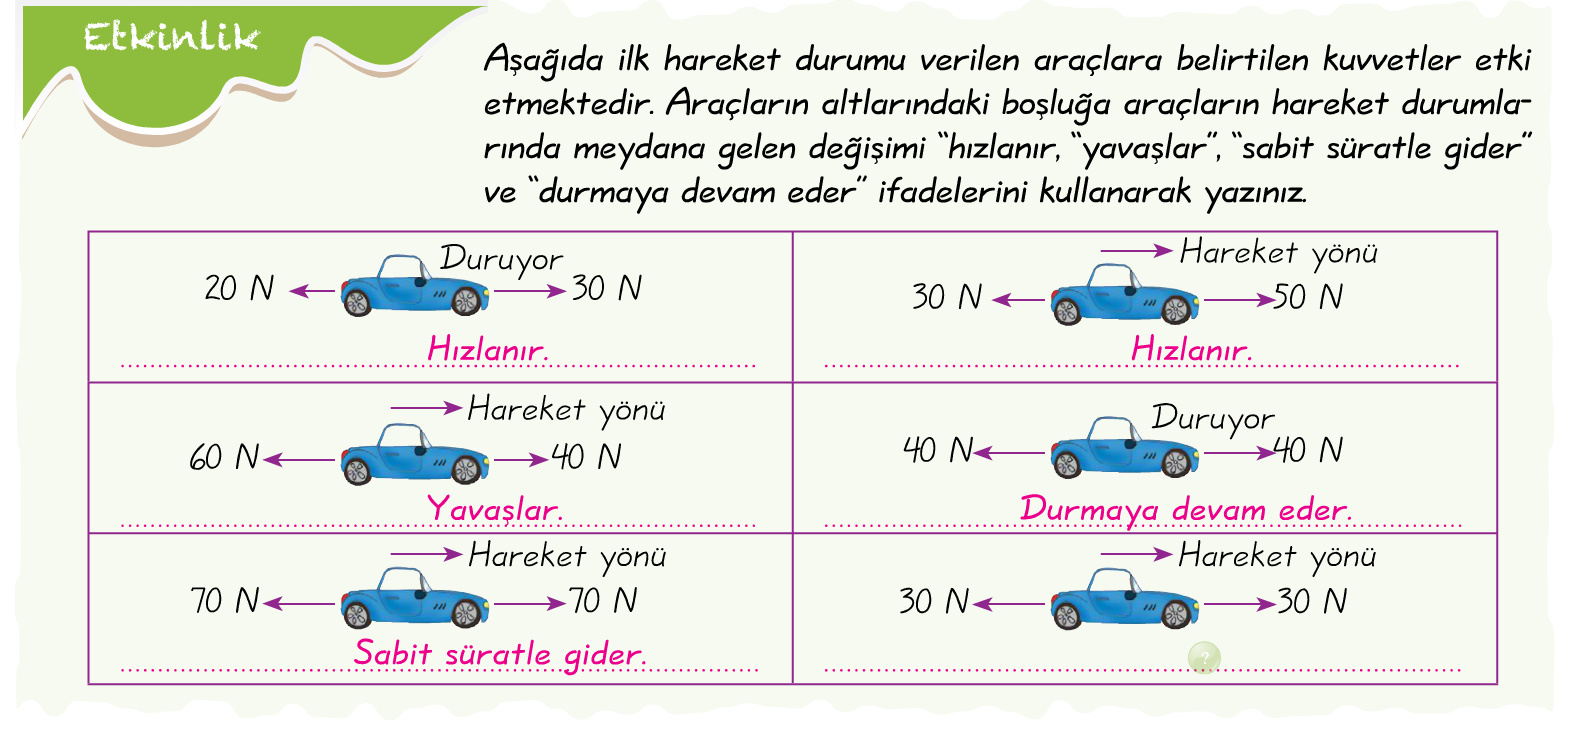 Etkinlik
Aşağıda ilk hareket durumu verilen araçlara belirtilen kuvvetler etki
etmektedir. Araçların altlarındaki boşluğa araçların hareket durumla-
rında meydana gelen değişimi “hızlanır, “yavaşlar”, “sabit süratle gider”
ve “durmaya devam eder” ifadelerini kullanarak yazınız.
Duruyor
20 N 30 N
Hızlanır.
Hareket yönü
30 N 50 N
Hızlanır.
Hareket yönü
60 N 40 N
Yavaşlar.
Duruyor
40 N 40 N
Durmaya devam eder.
Hareket yönü
70 N 70 N
Sabit süratle gider.
Hareket yönü
30 N 30 N
?